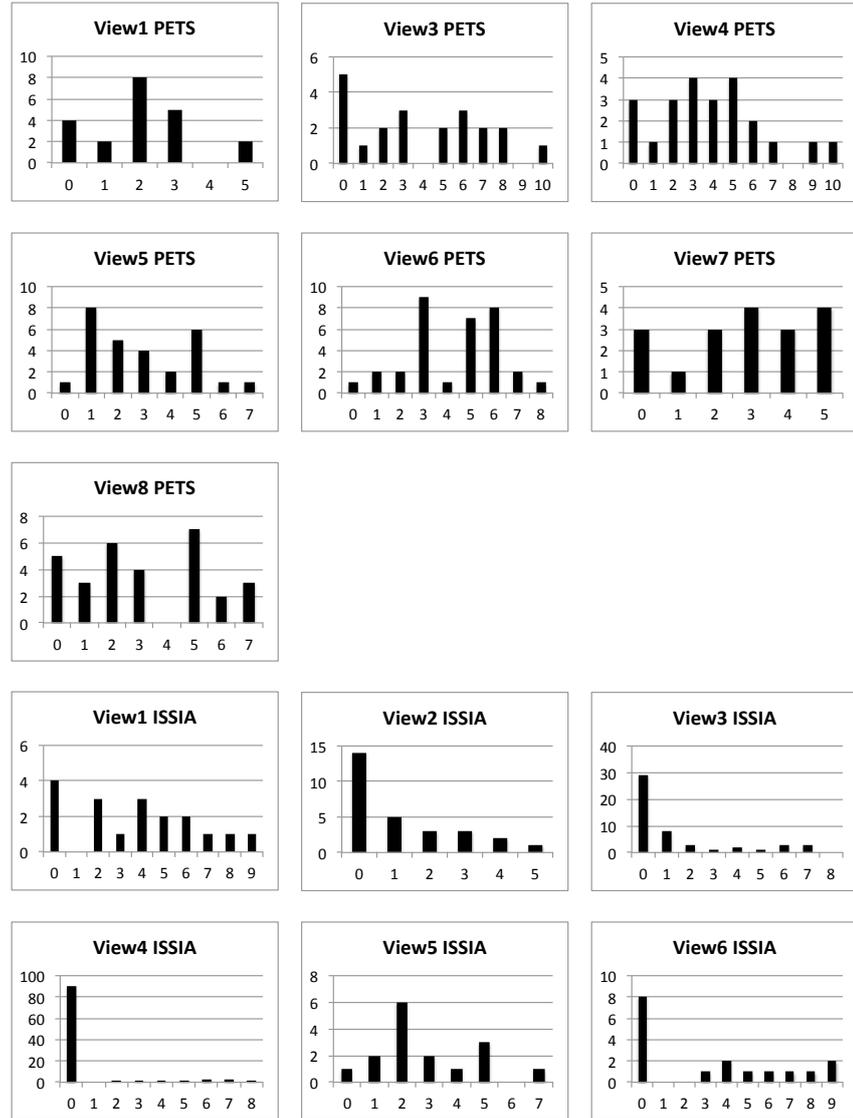 View1 PETS
10
8
6
4
2
0
0 1 2 3 4 5
View3 PETS
6
4
2
0
0 1 2 3 4 5 6 7 8 9 10
View4 PETS
5
4
3
2
1
0
0 1 2 3 4 5 6 7 8 9 10
View5 PETS
10
8
6
4
2
0
0 1 2 3 4 5 6 7
View6 PETS
10
8
6
4
2
0
0 1 2 3 4 5 6 7 8
View7 PETS
5
4
3
2
1
0
0 1 2 3 4 5
View8 PETS
8
6
4
2
0
0 1 2 3 4 5 6 7
View1 ISSIA
6
4
2
0
0 1 2 3 4 5 6 7 8 9
View2 ISSIA
15
10
5
0
0 1 2 3 4 5
View3 ISSIA
40
30
20
10
0
0 1 2 3 4 5 6 7 8
View4 ISSIA
100
80
60
40
20
0
0 1 2 3 4 5 6 7 8
View5 ISSIA
8
6
4
2
0
0 1 2 3 4 5 6 7
View6 ISSIA
10
8
6
4
2
0
0 1 2 3 4 5 6 7 8 9